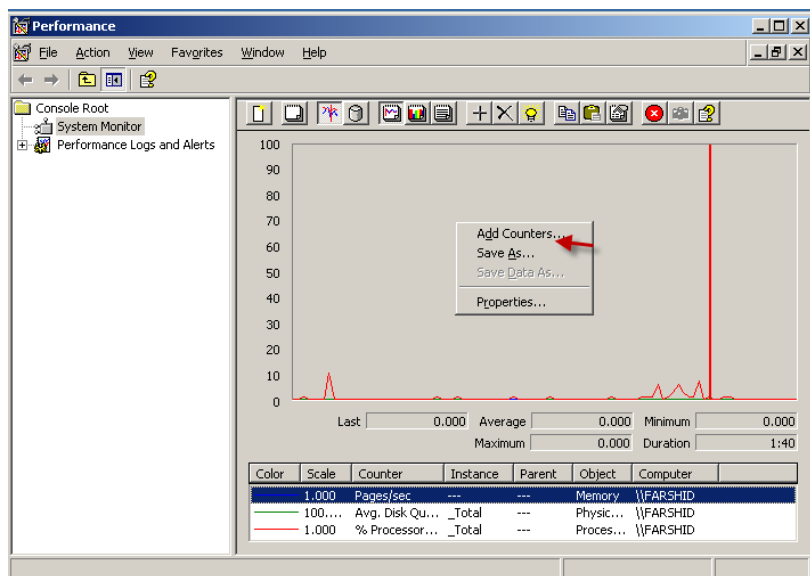 Performance
File Action View Favorites Window Help
Console Root
System Monitor
Performance Logs and Alerts
100
90
80
70
60
50
40
30
20
10
0
Add Counters...
Save As...
Save Data As...
Properties...
Last 0.000 Average 0.000 Minimum 0.000
Maximum 0.000 Duration 1:40
Color Scale Counter Instance Parent Object Computer
1.000 Pages/sec --- --- Memory \\FARSHID
100.... Avg. Disk Qu... _Total --- Physic... \\FARSHID
1.000 % Processor... _Total --- Proces... \\FARSHID